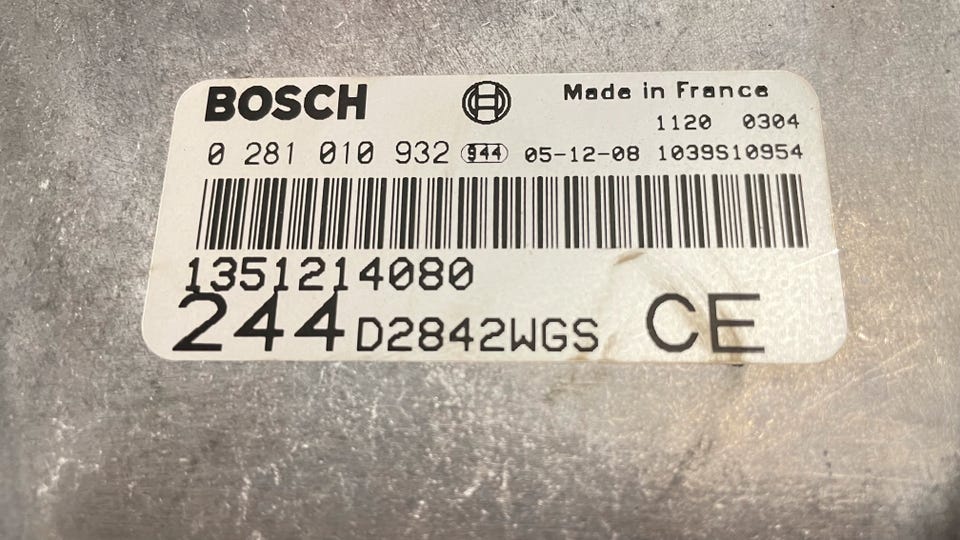 BOSCH Made in France
1120 0304
0 281 010 932 944 05-12-08 1039S10954
1351214080
244 D2842WGS CE